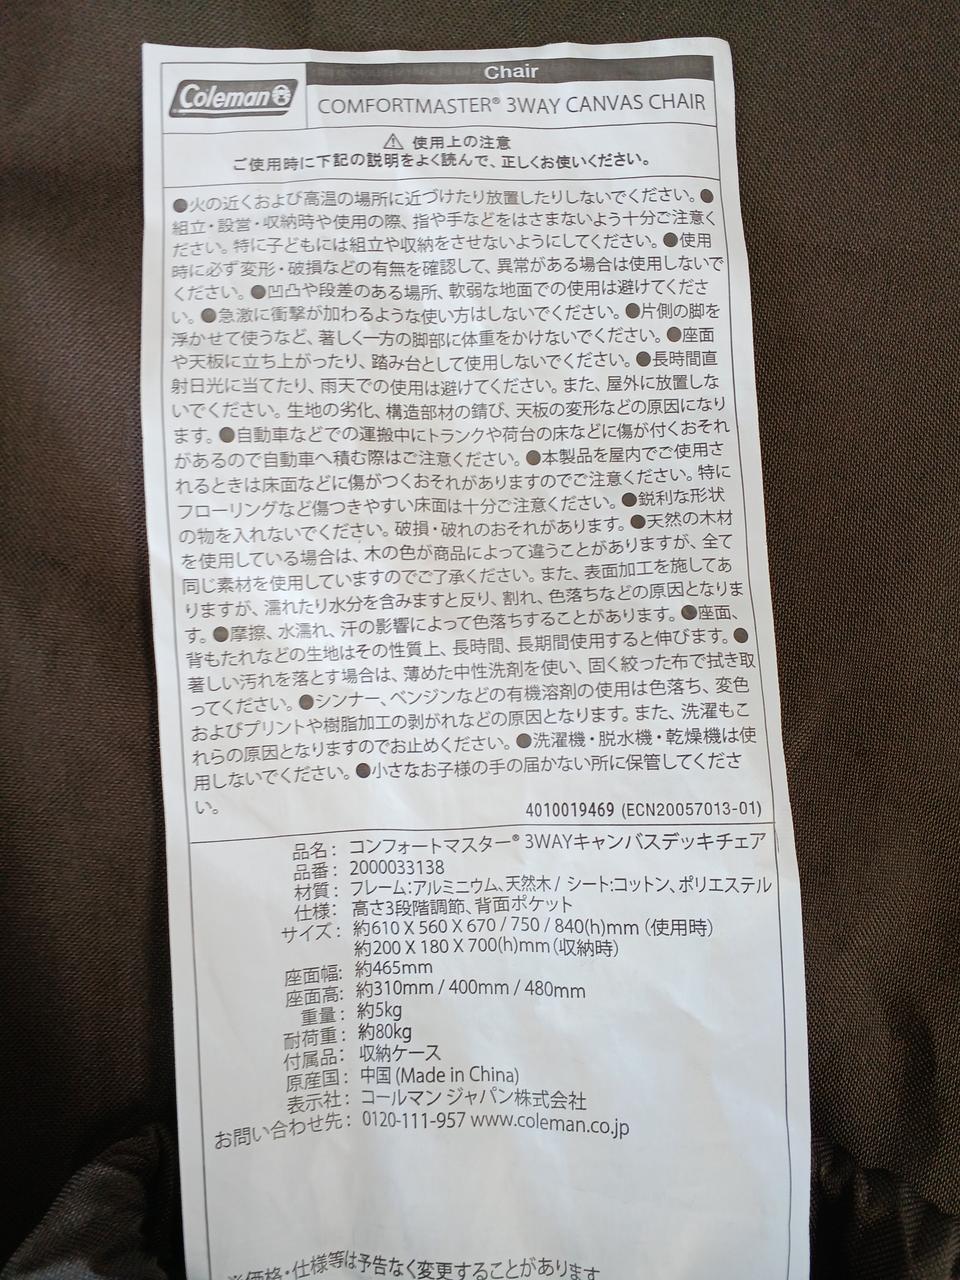 Chair
Coleman
COMFORTMASTER® 3WAY CANVAS CHAIR
⚠ 使用上の注意
ご使用時に下記の説明をよく読んで、正しくお使いください。
●火の近くおよび高温の場所に近づけたり放置したりしないでください。●
組立・設営・収納時や使用の際、指や手などをはさまないよう十分ご注意く
ださい。特に子どもには組立や収納をさせないようにしてください。●使用
時に必ず変形・破損などの有無を確認して、異常がある場合は使用しないで
ください。●凹凸や段差のある場所、軟弱な地面での使用は避けてくださ
い。●急激に衝撃が加わるような使い方はしないでください。●片側の脚を
浮かせて使うなど、著しく一方の脚部に体重をかけないでください。●座面
や天板に立ち上がったり、踏み台として使用しないでください。●長時間直
射日光に当てたり、雨天での使用は避けてください。また、屋外に放置しな
いでください。生地の劣化、構造部材の錆び、天板の変形などの原因になり
ます。●自動車などでの運搬中にトランクや荷台の床などに傷が付くおそれ
があるので自動車へ積む際はご注意ください。●本製品を屋内でご使用さ
れるときは床面などに傷がつくおそれがありますのでご注意ください。特に
フローリングなど傷つきやすい床面は十分ご注意ください。●鋭利な形状
の物を入れないでください。破損・破れのおそれがあります。●天然の木材
を使用している場合は、木の色が商品によって違うことがありますが、全て
同じ素材を使用していますのでご了承ください。また、表面加工を施してあ
りますが、濡れたり水分を含みますと反り、割れ、色落ちなどの原因となりま
す。●摩擦、水濡れ、汗の影響によって色落ちすることがあります。●座面、
背もたれなどの生地はその性質上、長時間、長期間使用すると伸びます。●
著しい汚れを落とす場合は、薄めた中性洗剤を使い、固く絞った布で拭き取
ってください。●シンナー、ベンジンなどの有機溶剤の使用は色落ち、変色
およびプリントや樹脂加工の剥がれなどの原因となります。また、洗濯もこ
れらの原因となりますのでお止めください。●洗濯機・脱水機・乾燥機は使
用しないでください。●小さなお子様の手の届かない所に保管してくださ
い。
4010019469 (ECN20057013-01)
品名: コンフォートマスター® 3WAYキャンバスデッキチェア
品番: 2000033138
材質: フレーム:アルミニウム、天然木 / シート:コットン、ポリエステル
仕様: 高さ3段階調節、背面ポケット
サイズ: 約610 X 560 X 670 / 750 / 840(h)mm (使用時)
約200 X 180 X 700(h)mm (収納時)
座面幅: 約465mm
座面高: 約310mm / 400mm / 480mm
重量: 約5kg
耐荷重: 約80kg
付属品: 収納ケース
原産国: 中国 (Made in China)
表示社: コールマン ジャパン株式会社
お問い合わせ先: 0120-111-957 www.coleman.co.jp
※価格・仕様等は予告なく変更することがあります